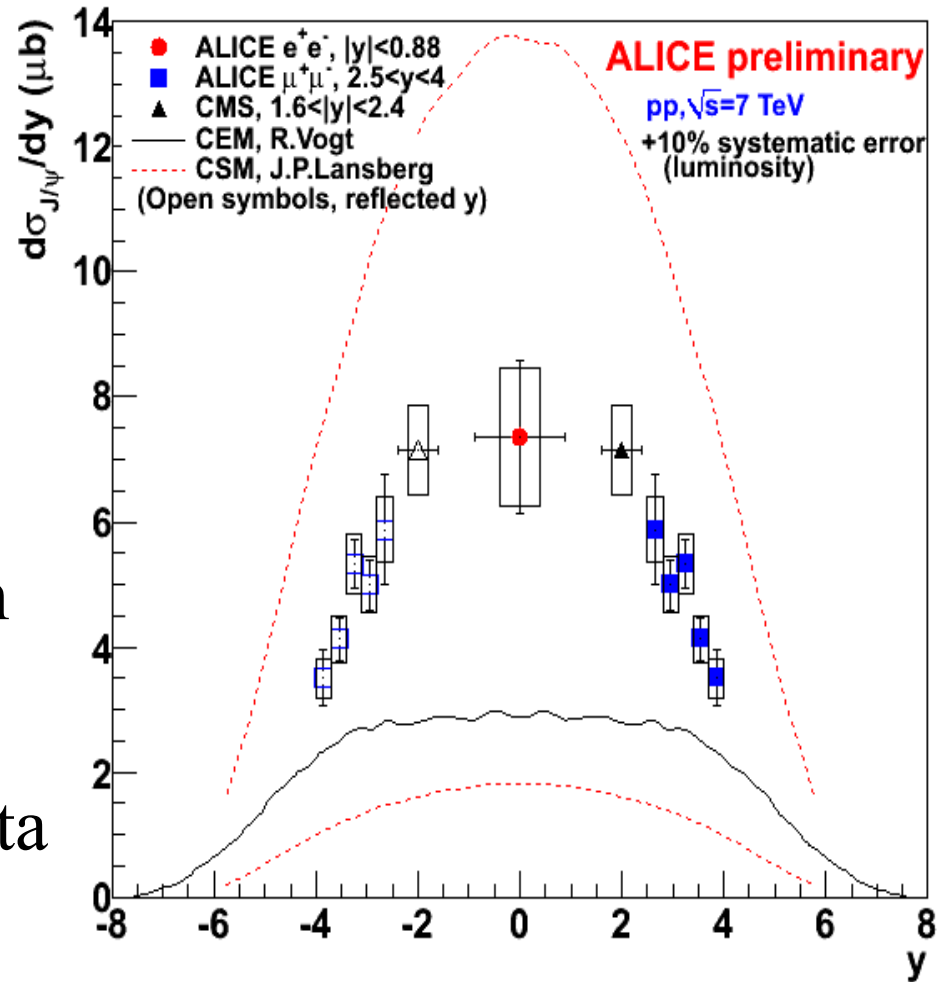 14
12
10
8
6
4
2
0
dσJ/ψ/dy (μb)
ALICE e+e-, |y|<0.88
ALICE μ+μ-, 2.5<y<4
CMS, 1.6<|y|<2.4
CEM, R.Vogt
CSM, J.P.Lansberg
(Open symbols, reflected y)
ALICE preliminary
pp,√s=7 TeV
+10% systematic error
(luminosity)
ta
-8 -6 -4 -2 0 2 4 6 8
y